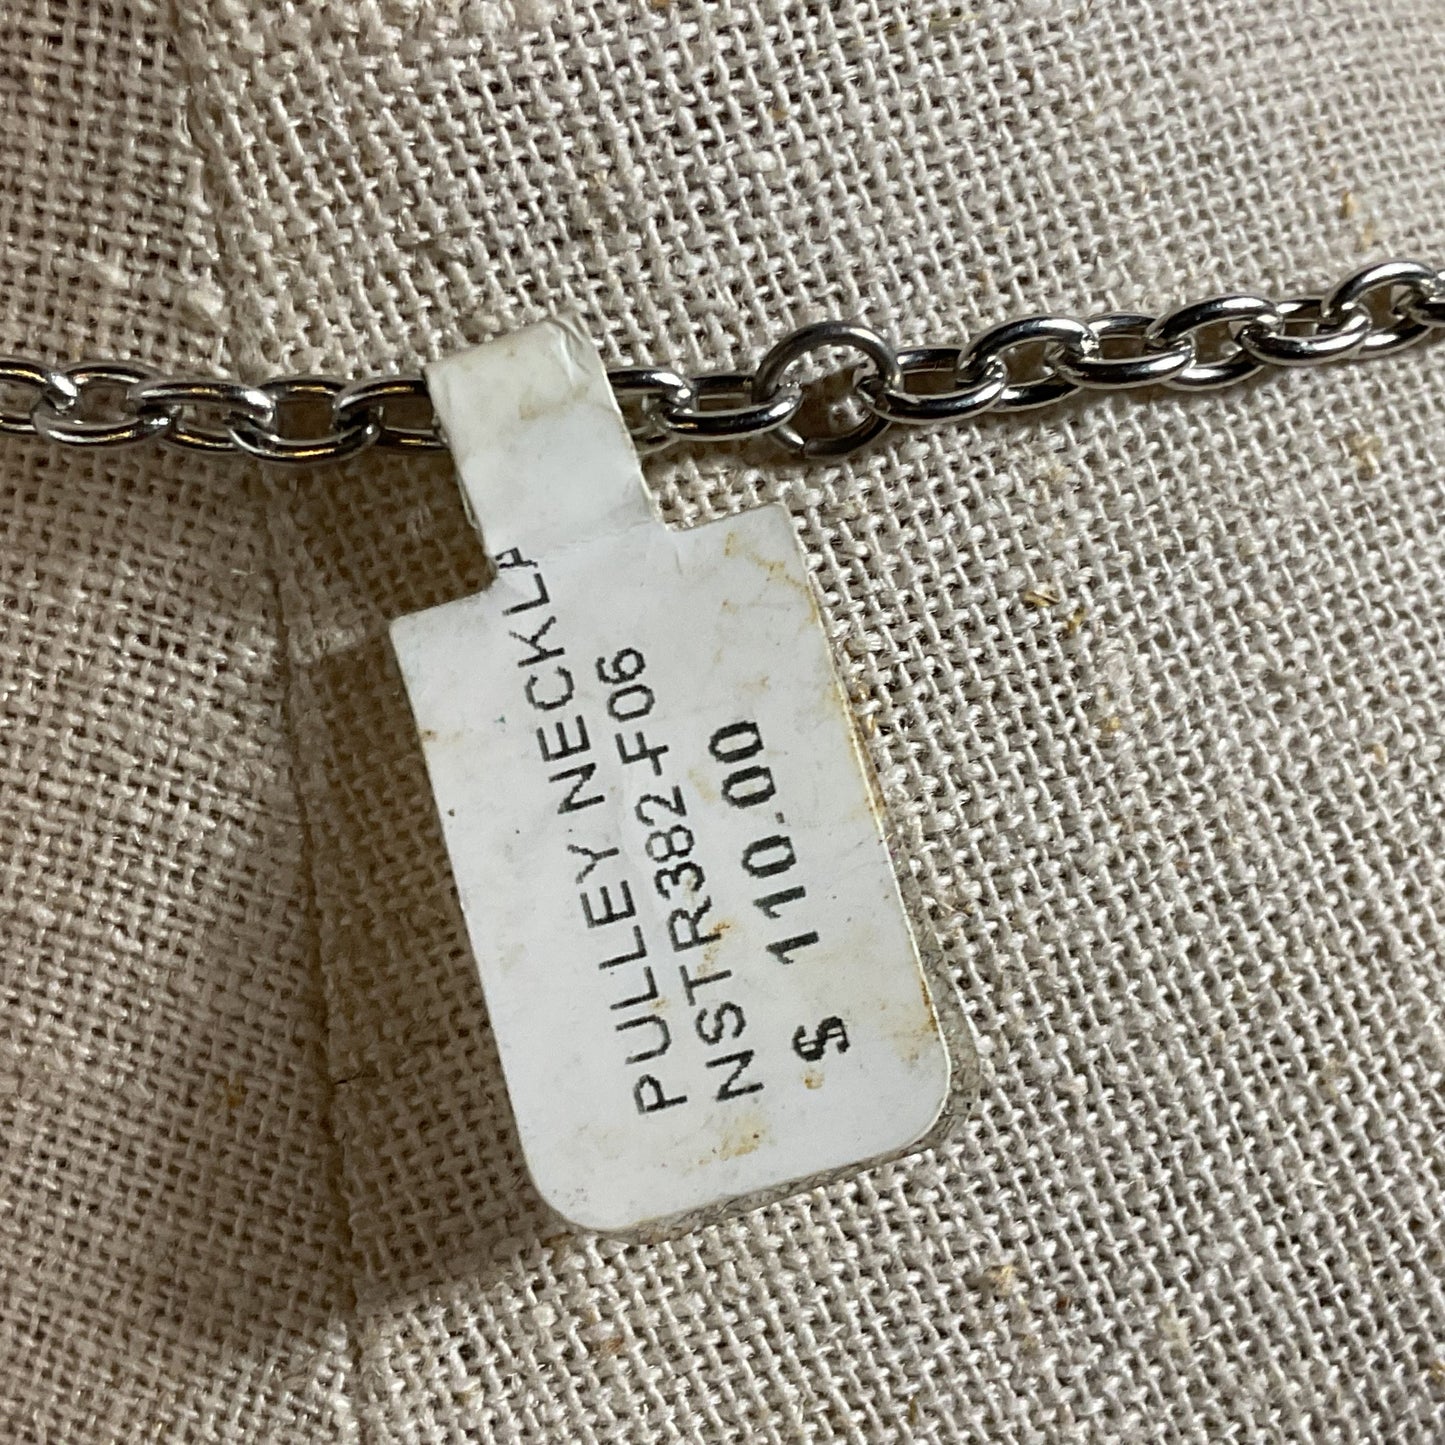 PULLEY NECKLA
NSTR382-F06
$ 110.00